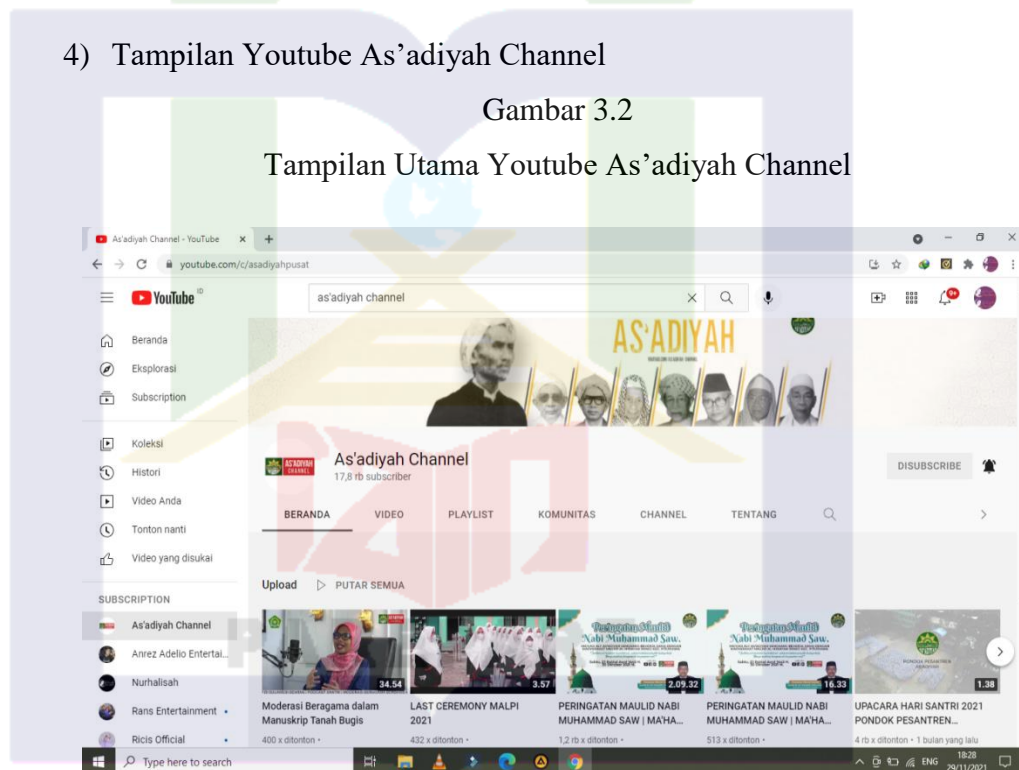 4) Tampilan Youtube As’adiyah Channel
Gambar 3.2
Tampilan Utama Youtube As’adiyah Channel
As'adiyah Channel - YouTube
youtube.com/c/asadiyahpusat
YouTube ID
as'adiyah channel
9+
AS'ADIYAH
Beranda
Eksplorasi
Subscription
Koleksi
Histori
Video Anda
Tonton nanti
Video yang disukai
SUBSCRIPTION
As'adiyah Channel
Anrez Adelio Entertai...
Nurhalisah
Rans Entertainment
Ricis Official
AS'ADIYAH CHANNEL
As'adiyah Channel
17,8 rb subscriber
DISUBSCRIBE
BERANDA VIDEO PLAYLIST KOMUNITAS CHANNEL TENTANG
Upload PUTAR SEMUA
Peringatan Maulid
Nabi Muhammad Saw.
Peringatan Maulid
Nabi Muhammad Saw.
PONDOK PESANTREN
34.54
3.57
2.09.32
16.33
1.38
Moderasi Beragama dalam
Manuskrip Tanah Bugis
400 x ditonton •
LAST CEREMONY MALPI
2021
432 x ditonton •
PERINGATAN MAULID NABI
MUHAMMAD SAW | MA'HA...
1,2 rb x ditonton •
PERINGATAN MAULID NABI
MUHAMMAD SAW | MA'HA...
513 x ditonton •
UPACARA HARI SANTRI 2021
PONDOK PESANTREN...
4 rb x ditonton • 1 bulan yang lalu
Type here to search
ENG
18:28
29/11/2021